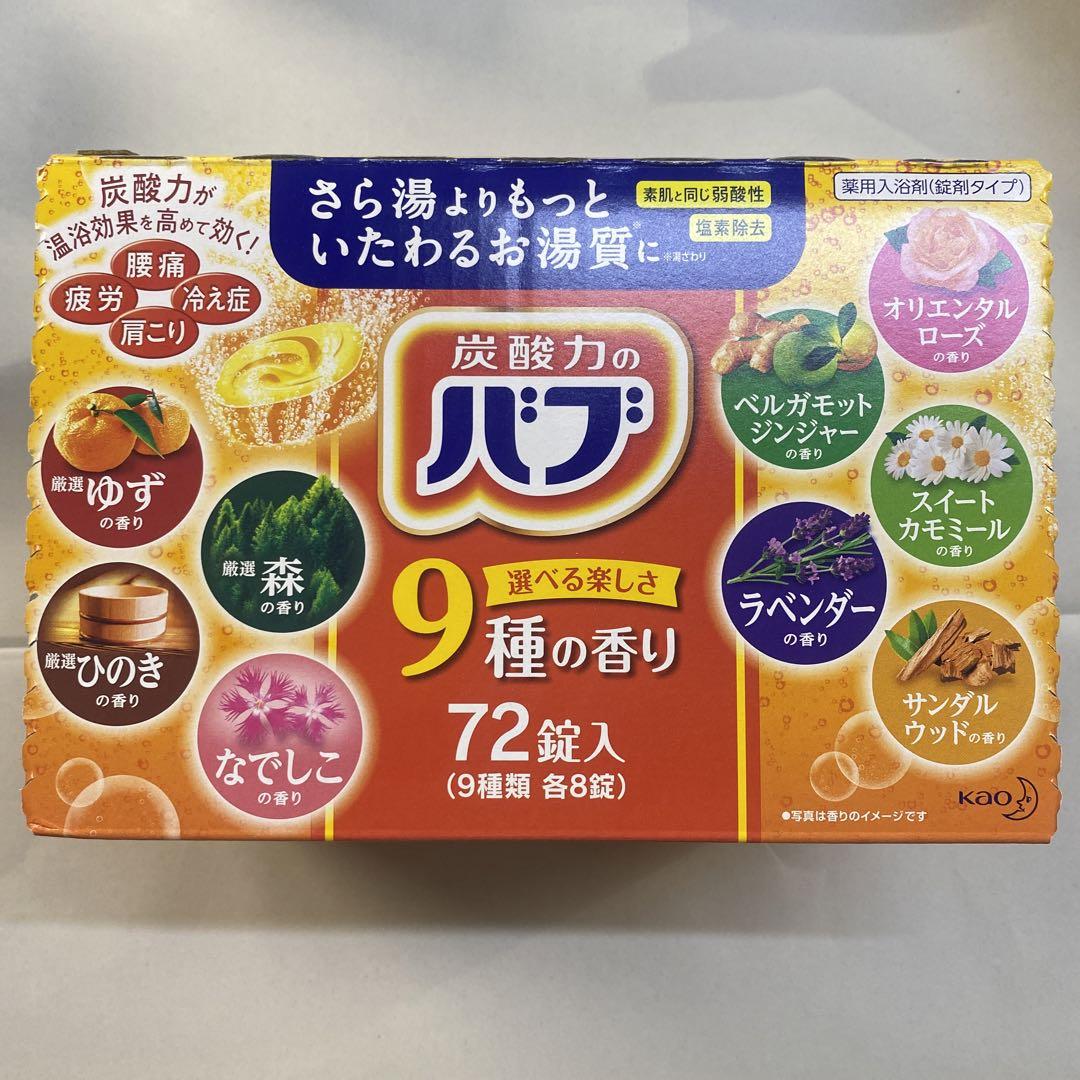 炭酸力が
温浴効果を高めて効く!
腰痛
疲労
冷え症
肩こり
さら湯よりもっと
いたわるお湯質に※
※湯ざわり
素肌と同じ弱酸性
塩素除去
薬用入浴剤(錠剤タイプ)
炭酸力の
バブ
9
選べる楽しさ
種の香り
72錠入
(9種類 各8錠)
厳選ゆず
の香り
厳選 森
の香り
厳選ひのき
の香り
なでしこ
の香り
オリエンタル
ローズ
の香り
ベルガモット
ジンジャー
の香り
スイート
カモミール
の香り
ラベンダー
の香り
サンダル
ウッドの香り
Kao
●写真は香りのイメージです